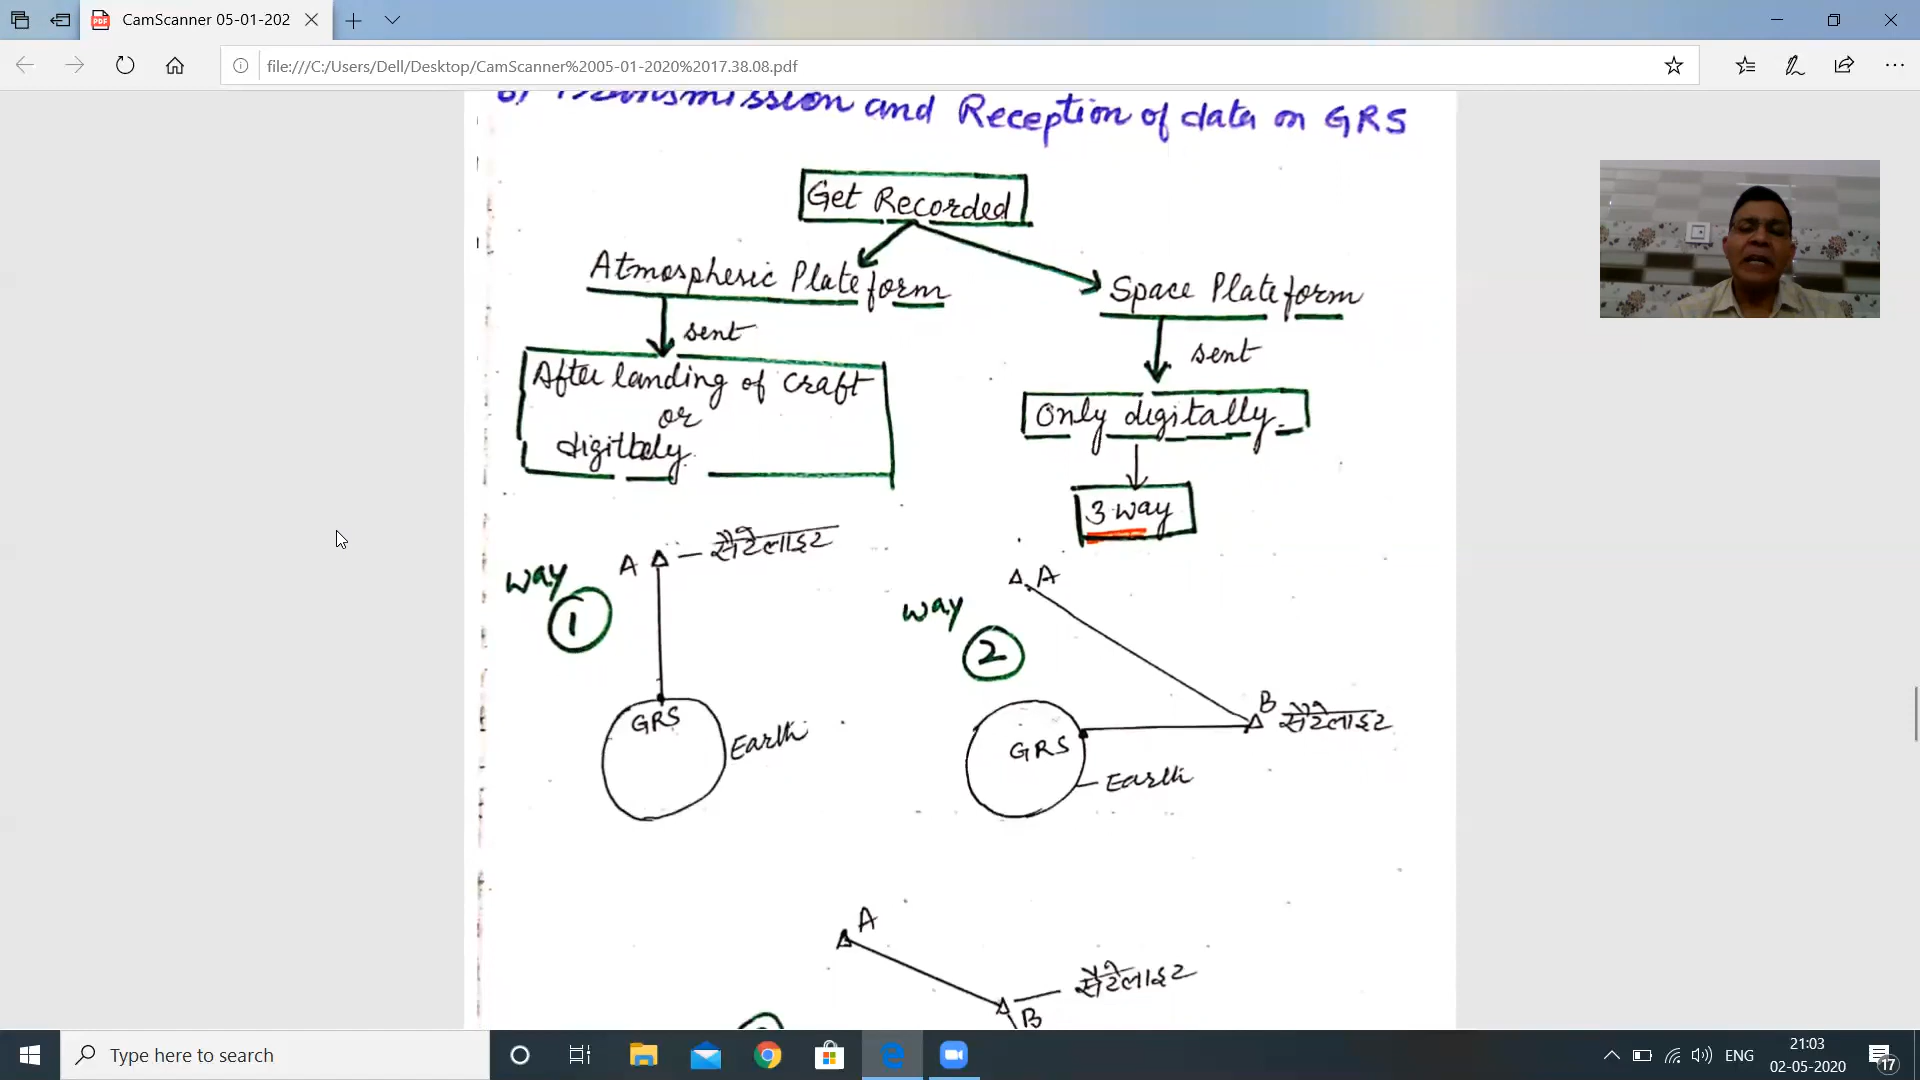 CamScanner 05-01-202
file:///C:/Users/Dell/Desktop/CamScanner%2005-01-2020%2017.38.08.pdf
Transmission and Reception of data on GRS
Get Recorded
Atmospheric Plateform
Space Plateform
sent
sent
After landing of craft
or
Only digitally.
3 way
A
सैटेलाइट
way
1
A
way
2
B
सैटेलाइट
GRS
Earth
GRS
Earth
A
सैटेलाइट
B
Type here to search
ENG
21:03
02-05-2020
17